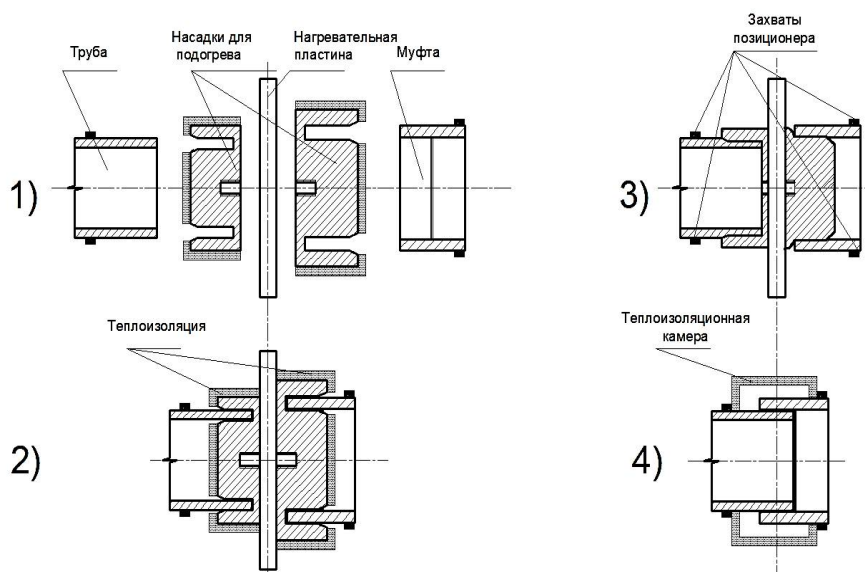 Труба
Насадки для
подогрева
Нагревательная
пластина
Муфта
Захваты
позиционера
1)
3)
Теплоизоляция
Теплоизоляционная
камера
2)
4)